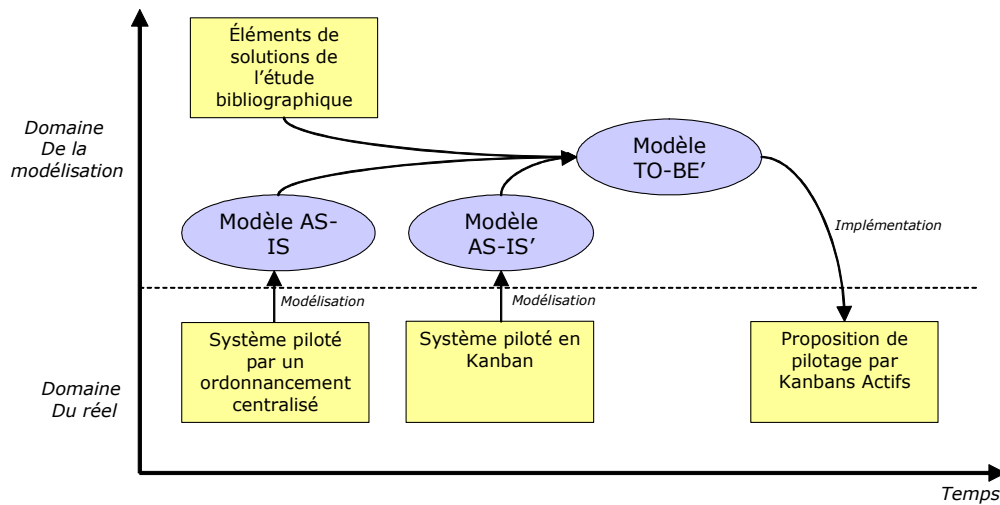 Éléments de
solutions de
l'étude
bibliographique
Domaine
De la
modélisation
Modèle
TO-BE'
Modèle AS-
IS
Modèle
AS-IS'
Implémentation
Modélisation
Modélisation
Système piloté
par un
ordonnancement
centralisé
Système piloté en
Kanban
Proposition de
pilotage par
Kanbans Actifs
Domaine
Du réel
Temps